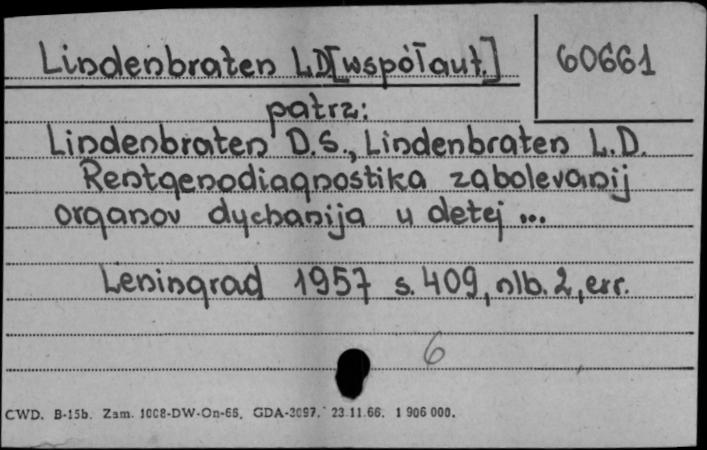 Lindenbraten L.D[współaut.]
60661
patrz:
Lindenbraten D.S., Lindenbraten L.D.
Rentgenodiagnostika zabolevanij
organov dychanija u detej ...
Leningrad 1957 s. 409, nlb. 2, err.
6
CWD. B-15b. Zam. 1008-DW-On-66, GDA-3097. 23.11.66. 1 906 000.